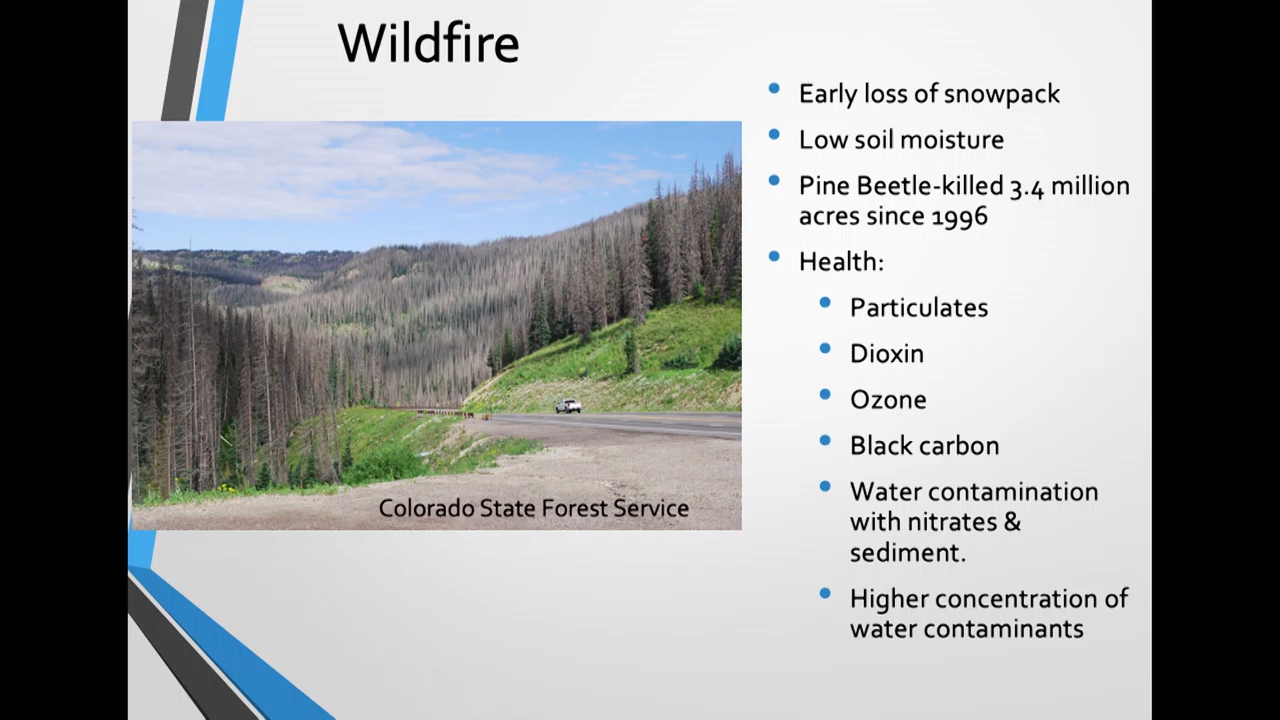 Wildfire
Early loss of snowpack
Low soil moisture
Pine Beetle-killed 3.4 million
acres since 1996
Health:
Particulates
Dioxin
Ozone
Black carbon
Water contamination
with nitrates &
sediment.
Higher concentration of
water contaminants
Colorado State Forest Service